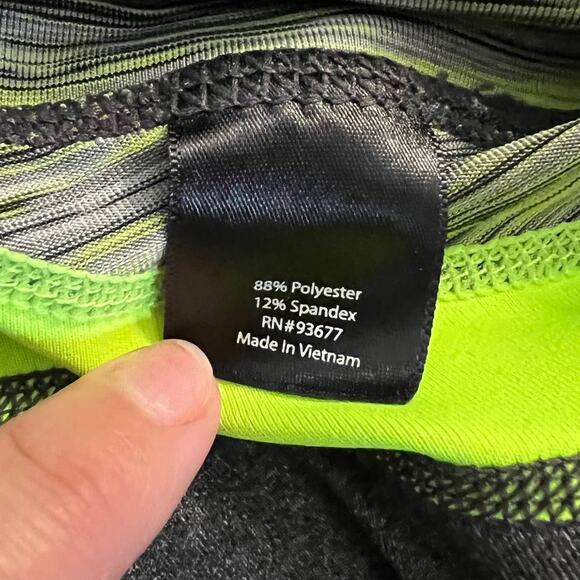 88% Polyester
12% Spandex
RN#93677
Made In Vietnam